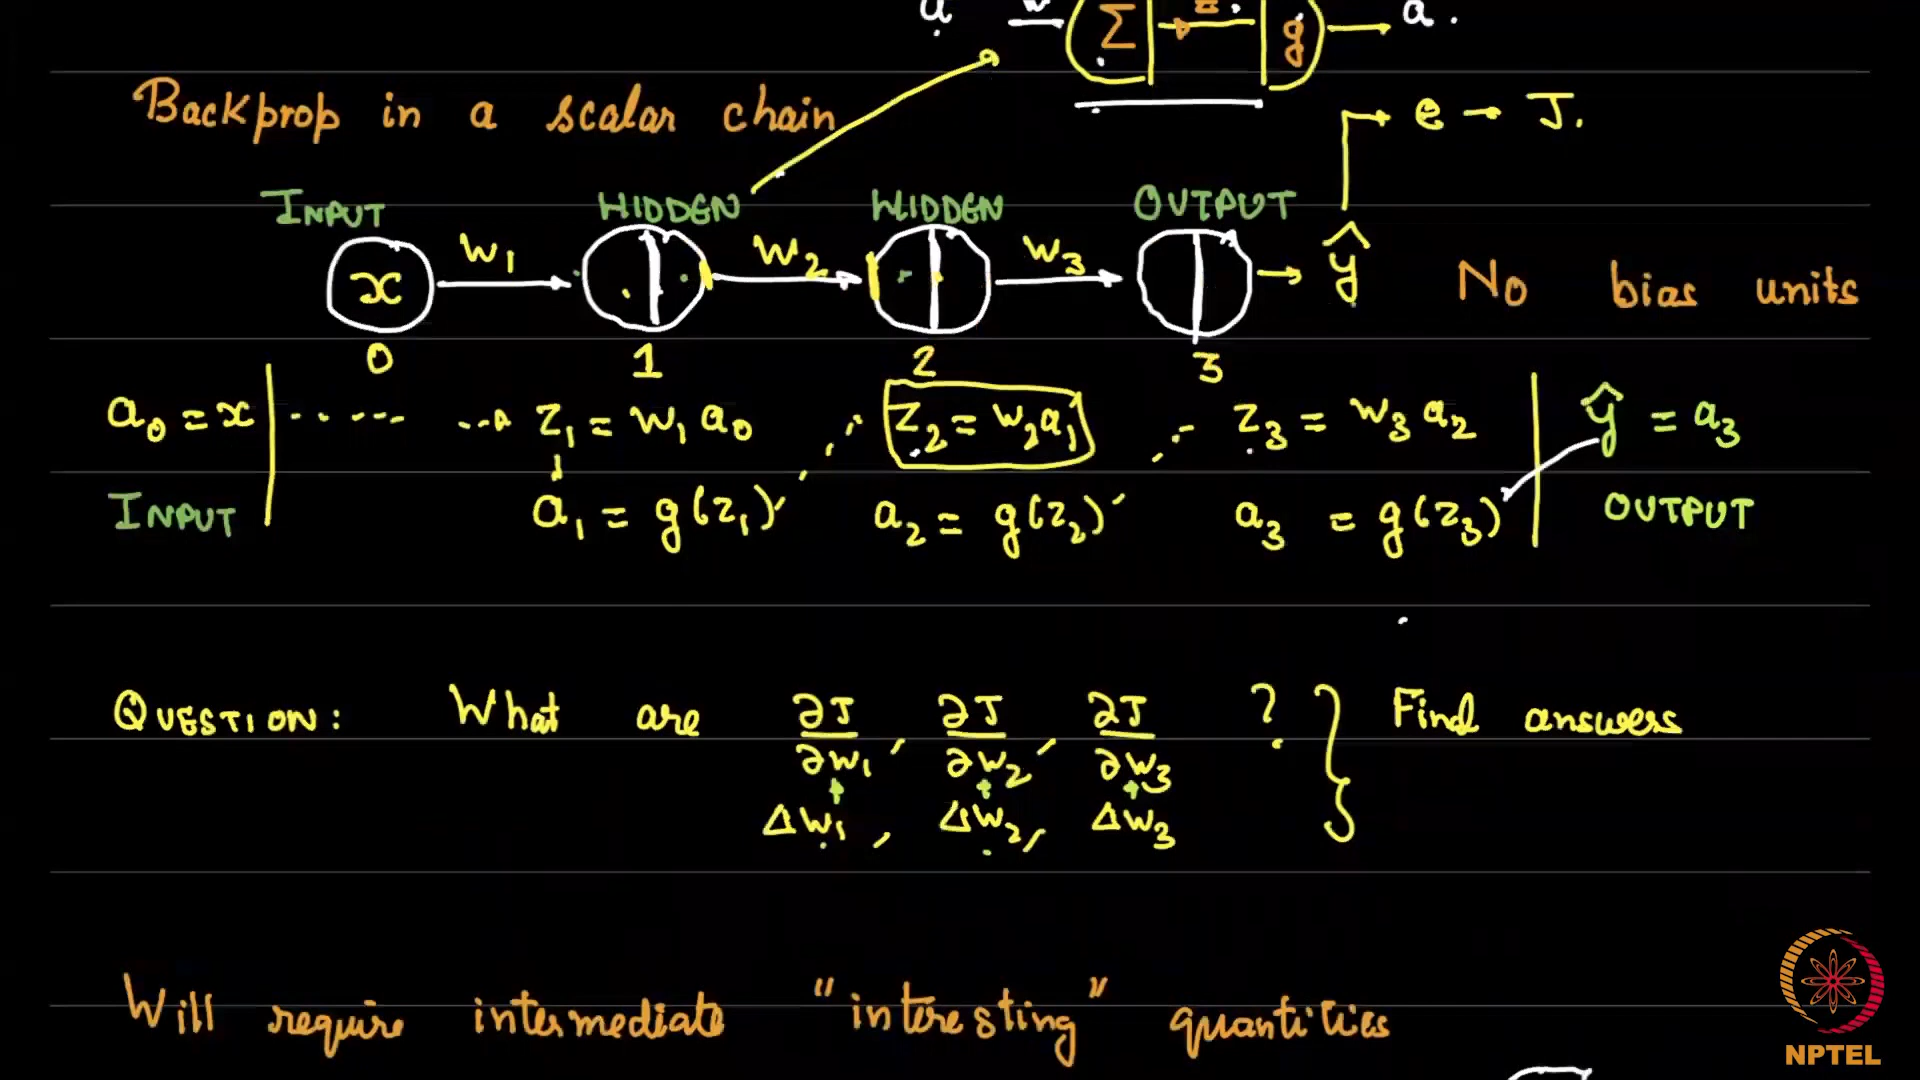 a w Σ z g → a.
Backprop in a scalar chain → e → J.
INPUT HIDDEN HIDDEN OUTPUT
x w₁ w₂ w₃ → ŷ No bias units
0 1 2 3
a₀ = x z₁ = w₁ a₀ z₂ = w₂a₁ z₃ = w₃ a₂ ŷ = a₃
INPUT a₁ = g(z₁) a₂ = g(z₂) a₃ = g(z₃) OUTPUT
QUESTION: What are ∂J/∂w₁, ∂J/∂w₂, ∂J/∂w₃ ? } Find answers
Δw₁, Δw₂, Δw₃
Will require intermediate "interesting" quantities
NPTEL